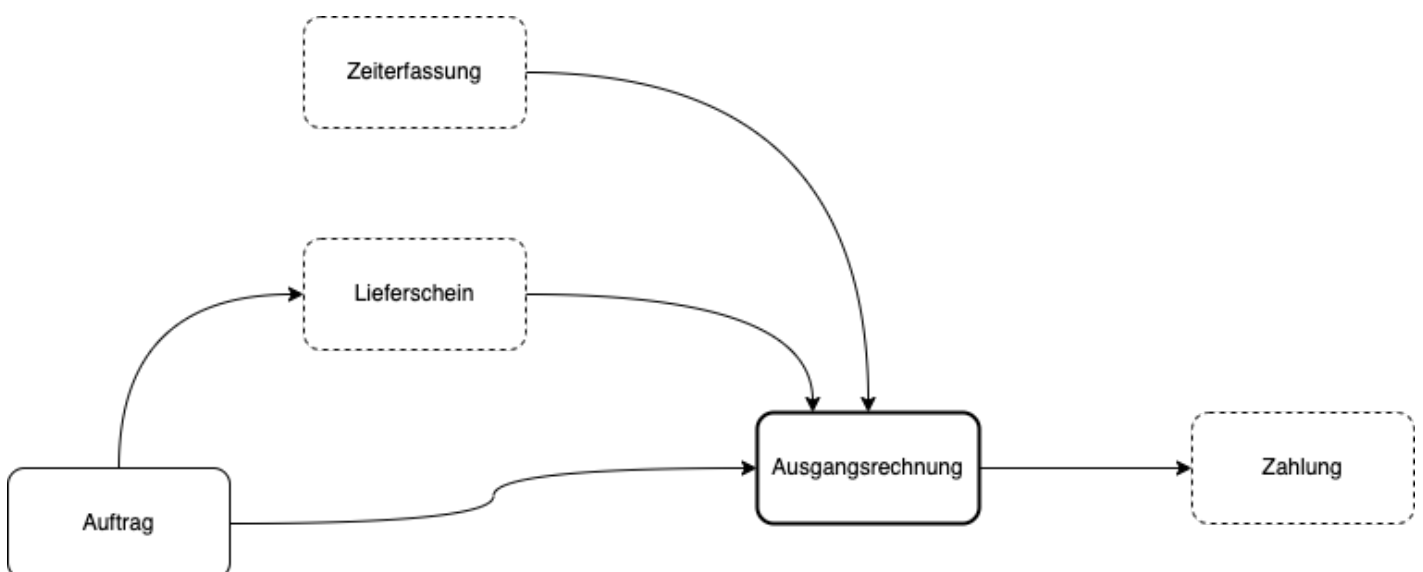 Zeiterfassung
Lieferschein
Ausgangsrechnung
Zahlung
Auftrag